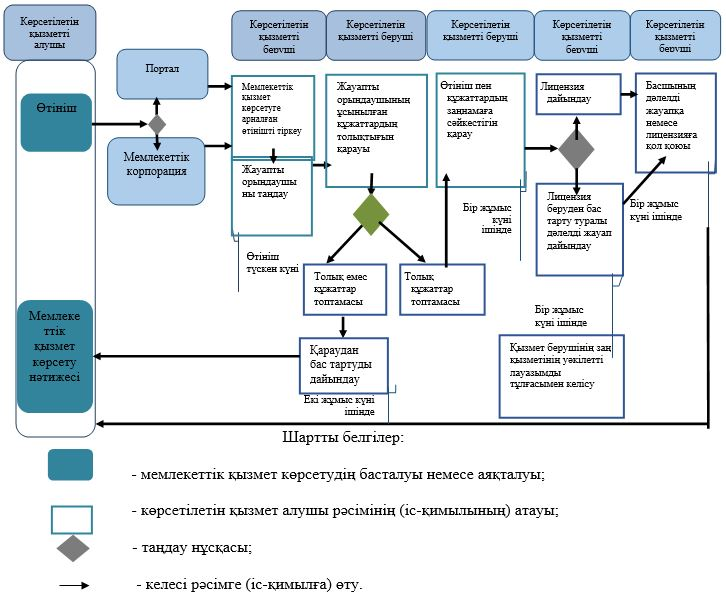 Көрсетілетін
қызметті
алушы
Көрсетілетін
қызметті
беруші
Көрсетілетін
қызметті беруші
Көрсетілетін
қызметті беруші
Көрсетілетін
қызметті
беруші
Көрсетілетін
қызметті
беруші
Өтініш
Портал
Мемлекеттік
корпорация
Мемлекеттік
қызмет
көрсетуге
арналған
өтінішті тіркеу
Жауапты
орындаушы
ны таңдау
Өтініш
түскен күні
Жауапты
орындаушының
ұсынылған
құжаттардың
толықтығын
қарауы
Өтініш пен
құжаттардың
заңнамаға
сәйкестігін
қарау
Лицензия
дайындау
Басшының
дәлелді
жауапқа
немесе
лицензияға
қол қоюы
Бір жұмыс
күні
ішінде
Лицензия
беруден бас
тарту туралы
дәлелді жауап
дайындау
Бір жұмыс
күні ішінде
Толық емес
құжаттар
топтамасы
Толық
құжаттар
топтамасы
Мемлеке
ттік
қызмет
көрсету
нәтижесі
Қараудан
бас тартуды
дайындау
Екі жұмыс күні
ішінде
Бір жұмыс
күні ішінде
Қызмет берушінің заң
қызметінің уәкілетті
лауазымды
тұлғасымен келісу
Шартты белгілер:
- мемлекеттік қызмет көрсетудің басталуы немесе аяқталуы;
- көрсетілетін қызмет алушы рәсімінің (іс-қимылының) атауы;
- таңдау нұсқасы;
- келесі рәсімге (іс-қимылға) өту.